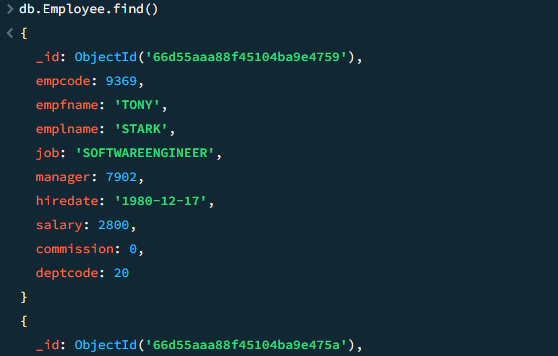 > db.Employee.find()
< {
_id: ObjectId('66d55aaa88f45104ba9e4759'),
empcode: 9369,
empfname: 'TONY',
emplname: 'STARK',
job: 'SOFTWAREENGINEER',
manager: 7902,
hiredate: '1980-12-17',
salary: 2800,
commission: 0,
deptcode: 20
}
{
_id: ObjectId('66d55aaa88f45104ba9e475a'),